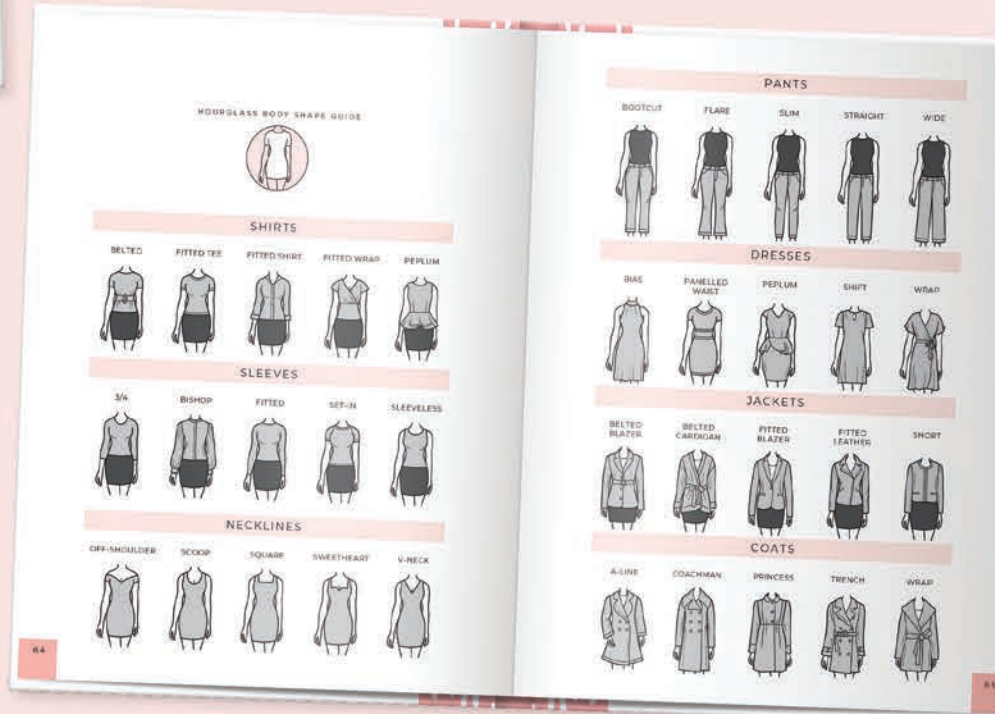 HOURGLASS BODY SHAPE GUIDE
SHIRTS
BELTED FITTED TEE FITTED SHIRT FITTED WRAP PEPLUM
SLEEVES
3/4 BISHOP FITTED SET-IN SLEEVELESS
NECKLINES
OFF-SHOULDER SCOOP SQUARE SWEETHEART V-NECK
64
PANTS
BOOTCUT FLARE SLIM STRAIGHT WIDE
DRESSES
BIAS PANELLED WAIST PEPLUM SHIFT WRAP
JACKETS
BELTED BLAZER BELTED CARDIGAN FITTED BLAZER FITTED LEATHER SHORT
COATS
A-LINE COACHMAN PRINCESS TRENCH WRAP